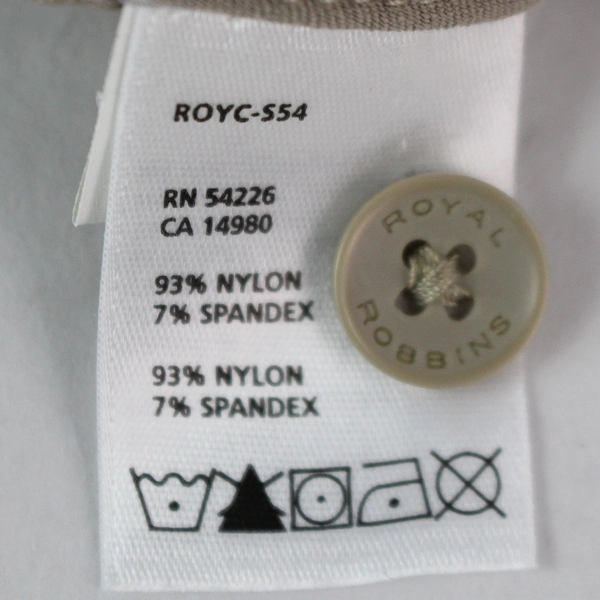 ROYC-S54
RN 54226
CA 14980
93% NYLON
7% SPANDEX
93% NYLON
7% SPANDEX
ROYAL
ROBBINS